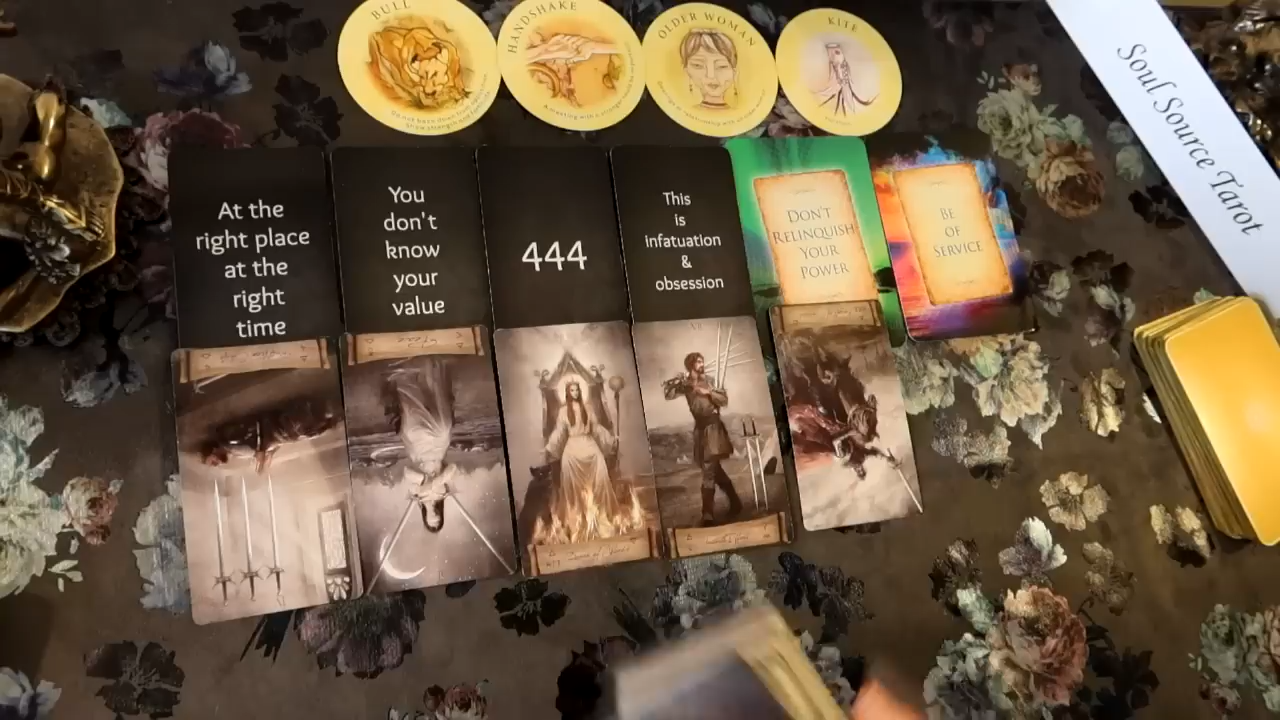 BULL
HANDSHAKE
OLDER WOMAN
KITE
Soul Source Tarot
At the
right place
at the
right
time
You
don't
know
your
value
444
This
is
infatuation
&
obsession
DON'T
RELINQUISH
YOUR
POWER
BE
OF
SERVICE
VII